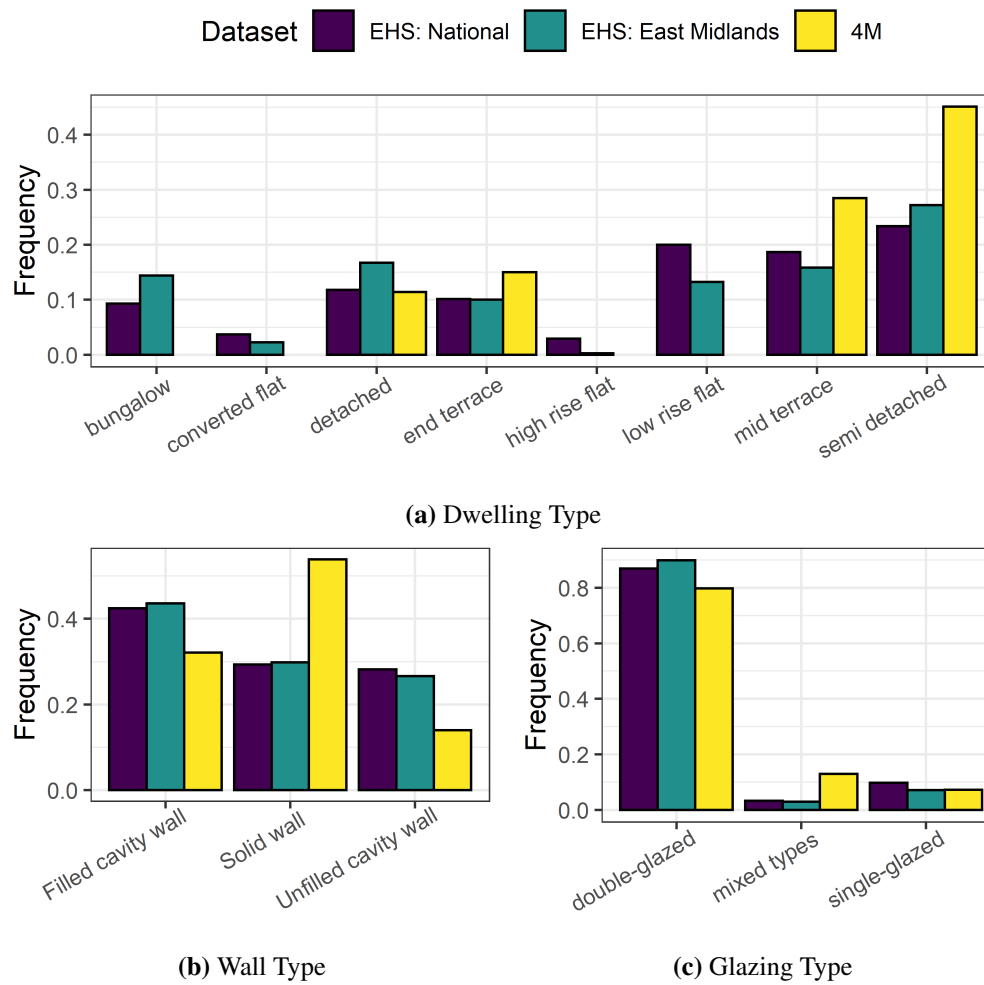 Dataset EHS: National EHS: East Midlands 4M
Frequency
0.4
0.3
0.2
0.1
0.0
bungalow converted flat detached end terrace high rise flat low rise flat mid terrace semi detached
(a) Dwelling Type
Frequency
0.4
0.2
0.0
Filled cavity wall Solid wall Unfilled cavity wall
(b) Wall Type
Frequency
0.8
0.6
0.4
0.2
0.0
double-glazed mixed types single-glazed
(c) Glazing Type